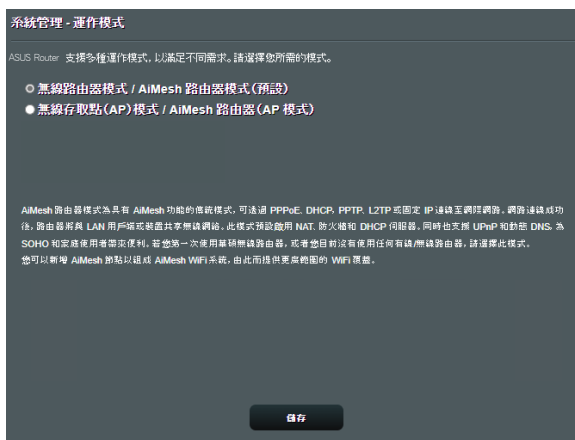 系統管理 - 運作模式
ASUS Router 支援多種運作模式, 以滿足不同需求。請選擇您所需的模式。
無線路由器模式 / AiMesh 路由器模式(預設)
無線存取點(AP)模式 / AiMesh 路由器(AP 模式)
AiMesh 路由器模式為具有 AiMesh 功能的傳統模式, 可透過 PPPoE. DHCP, PPTP, L2TP 或固定 IP 連線至網際網路。網路連線成功
後, 路由器將與 LAN 用戶端或裝置共享無線網絡。此模式預設啟用 NAT, 防火牆和 DHCP 伺服器。同時也支援 UPnP 和動態 DNS, 為
SOHO 和家庭使用者帶來便利。若您第一次使用華碩無線路由器, 或者您目前沒有使用任何有線/無線路由器, 請選擇此模式。
您可以新增 AiMesh 節點以組成 AiMesh WiFi 系統, 由此而提供更廣範圍的 WiFi 覆蓋。
儲存